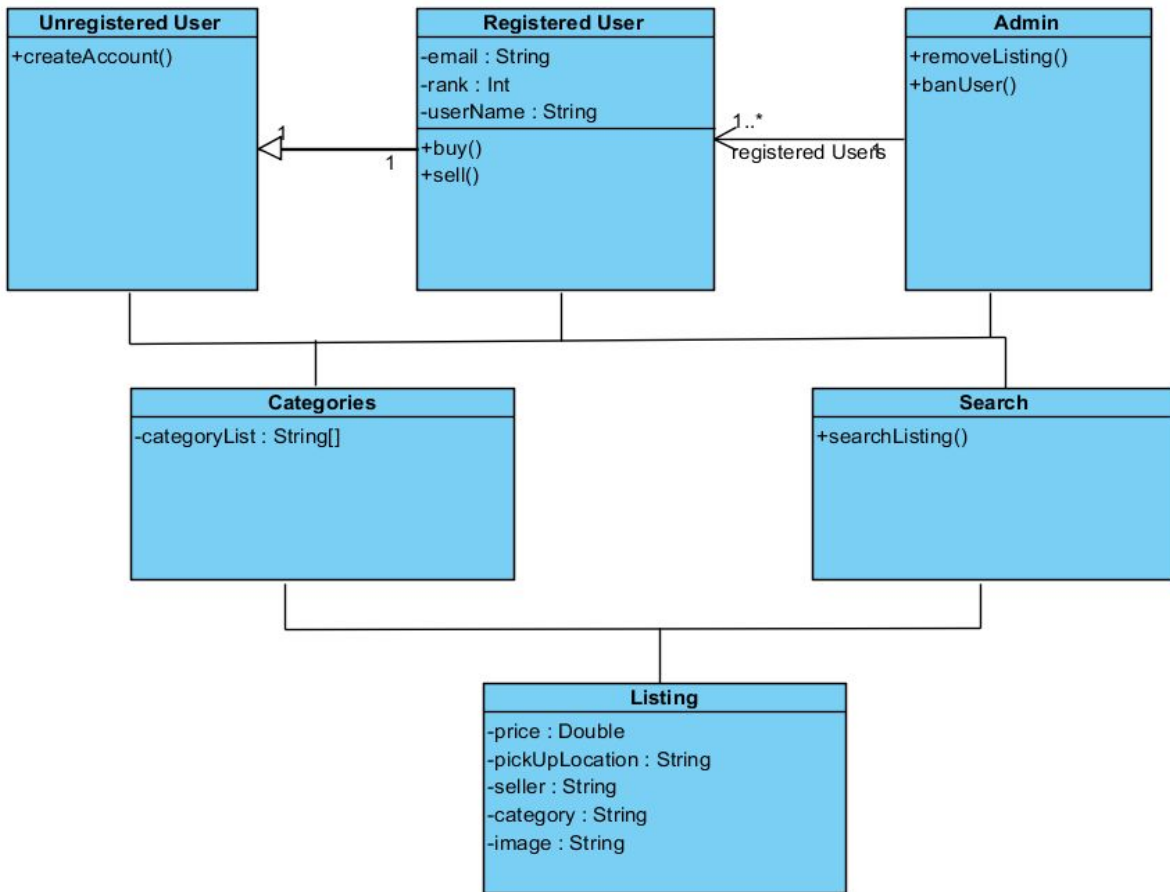 Unregistered User
+createAccount()
Registered User
-email : String
-rank : Int
-userName : String
+buy()
+sell()
Admin
+removeListing()
+banUser()
1
1
1..*
registered Users
1
Categories
-categoryList : String[]
Search
+searchListing()
Listing
-price : Double
-pickUpLocation : String
-seller : String
-category : String
-image : String